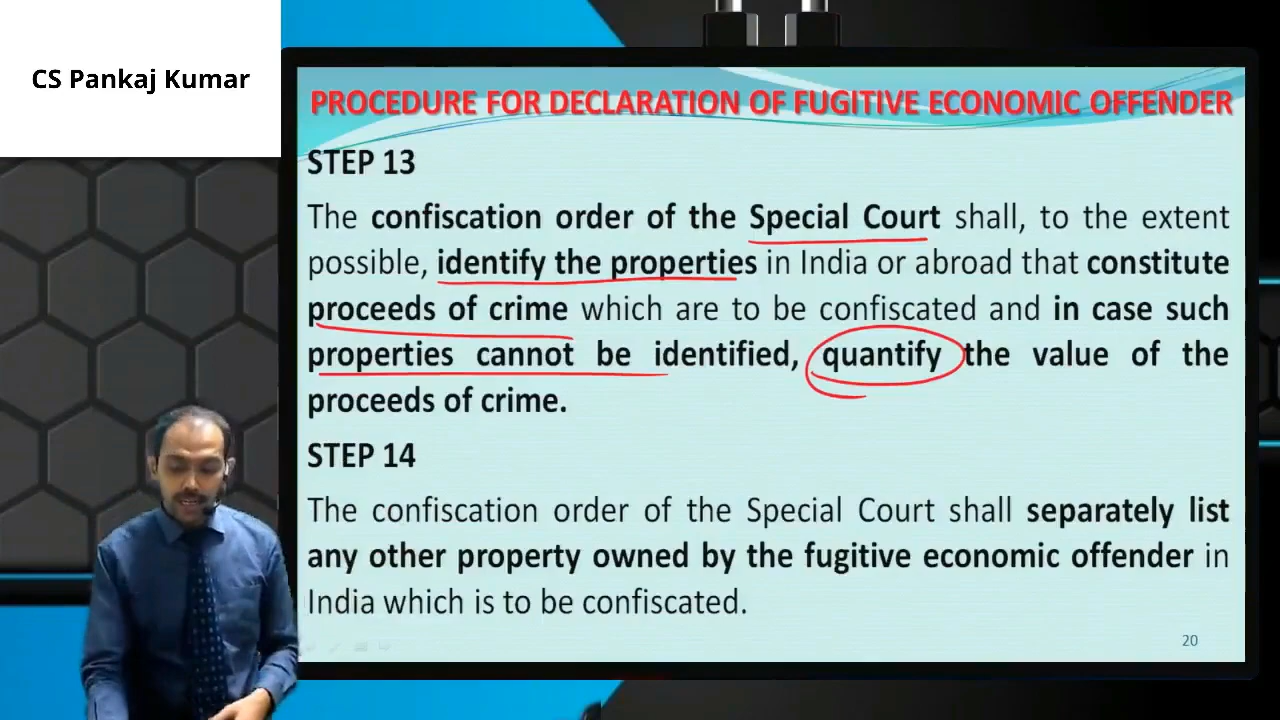 CS Pankaj Kumar
PROCEDURE FOR DECLARATION OF FUGITIVE ECONOMIC OFFENDER
STEP 13
The confiscation order of the Special Court shall, to the extent
possible, identify the properties in India or abroad that constitute
proceeds of crime which are to be confiscated and in case such
properties cannot be identified, quantify the value of the
proceeds of crime.
STEP 14
The confiscation order of the Special Court shall separately list
any other property owned by the fugitive economic offender in
India which is to be confiscated.
20